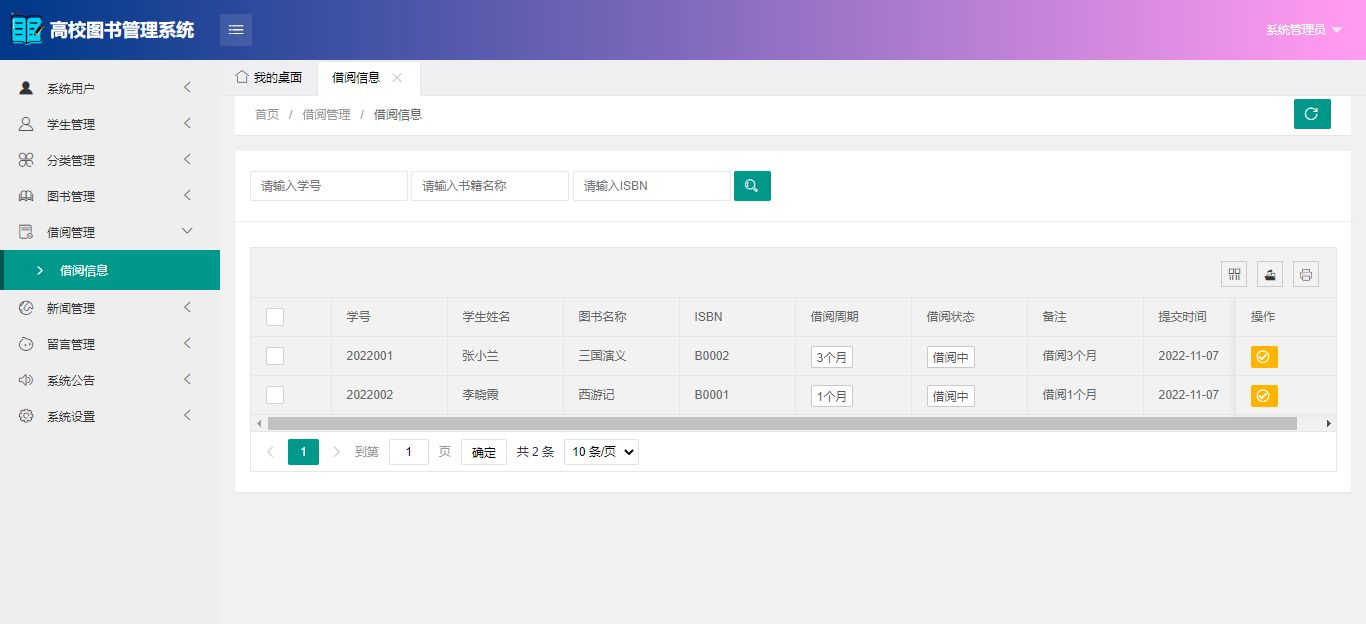 高校图书管理系统
系统管理员
系统用户
学生管理
分类管理
图书管理
借阅管理
借阅信息
新闻管理
留言管理
系统公告
系统设置
我的桌面 借阅信息
首页 / 借阅管理 / 借阅信息
请输入学号 请输入书籍名称 请输入ISBN
学号 学生姓名 图书名称 ISBN 借阅周期 借阅状态 备注 提交时间 操作
2022001 张小兰 三国演义 B0002 3个月 借阅中 借阅3个月 2022-11-07
2022002 李晓霞 西游记 B0001 1个月 借阅中 借阅1个月 2022-11-07
1 到第 1 页 确定 共 2 条 10 条/页